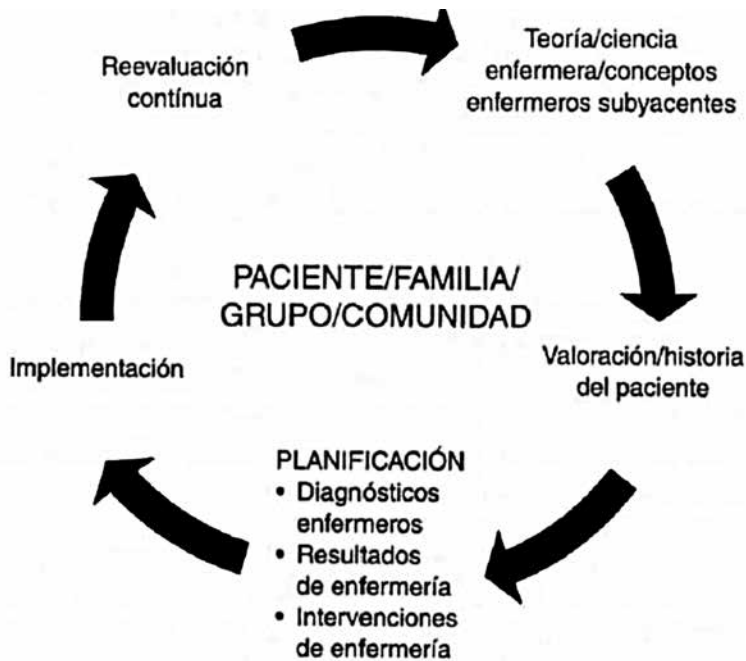 Reevaluación
contínua
Teoría/ciencia
enfermera/conceptos
enfermeros subyacentes
PACIENTE/FAMILIA/
GRUPO/COMUNIDAD
Valoración/historia
del paciente
PLANIFICACIÓN
• Diagnósticos
enfermeros
• Resultados
de enfermería
• Intervenciones
de enfermería
Implementación